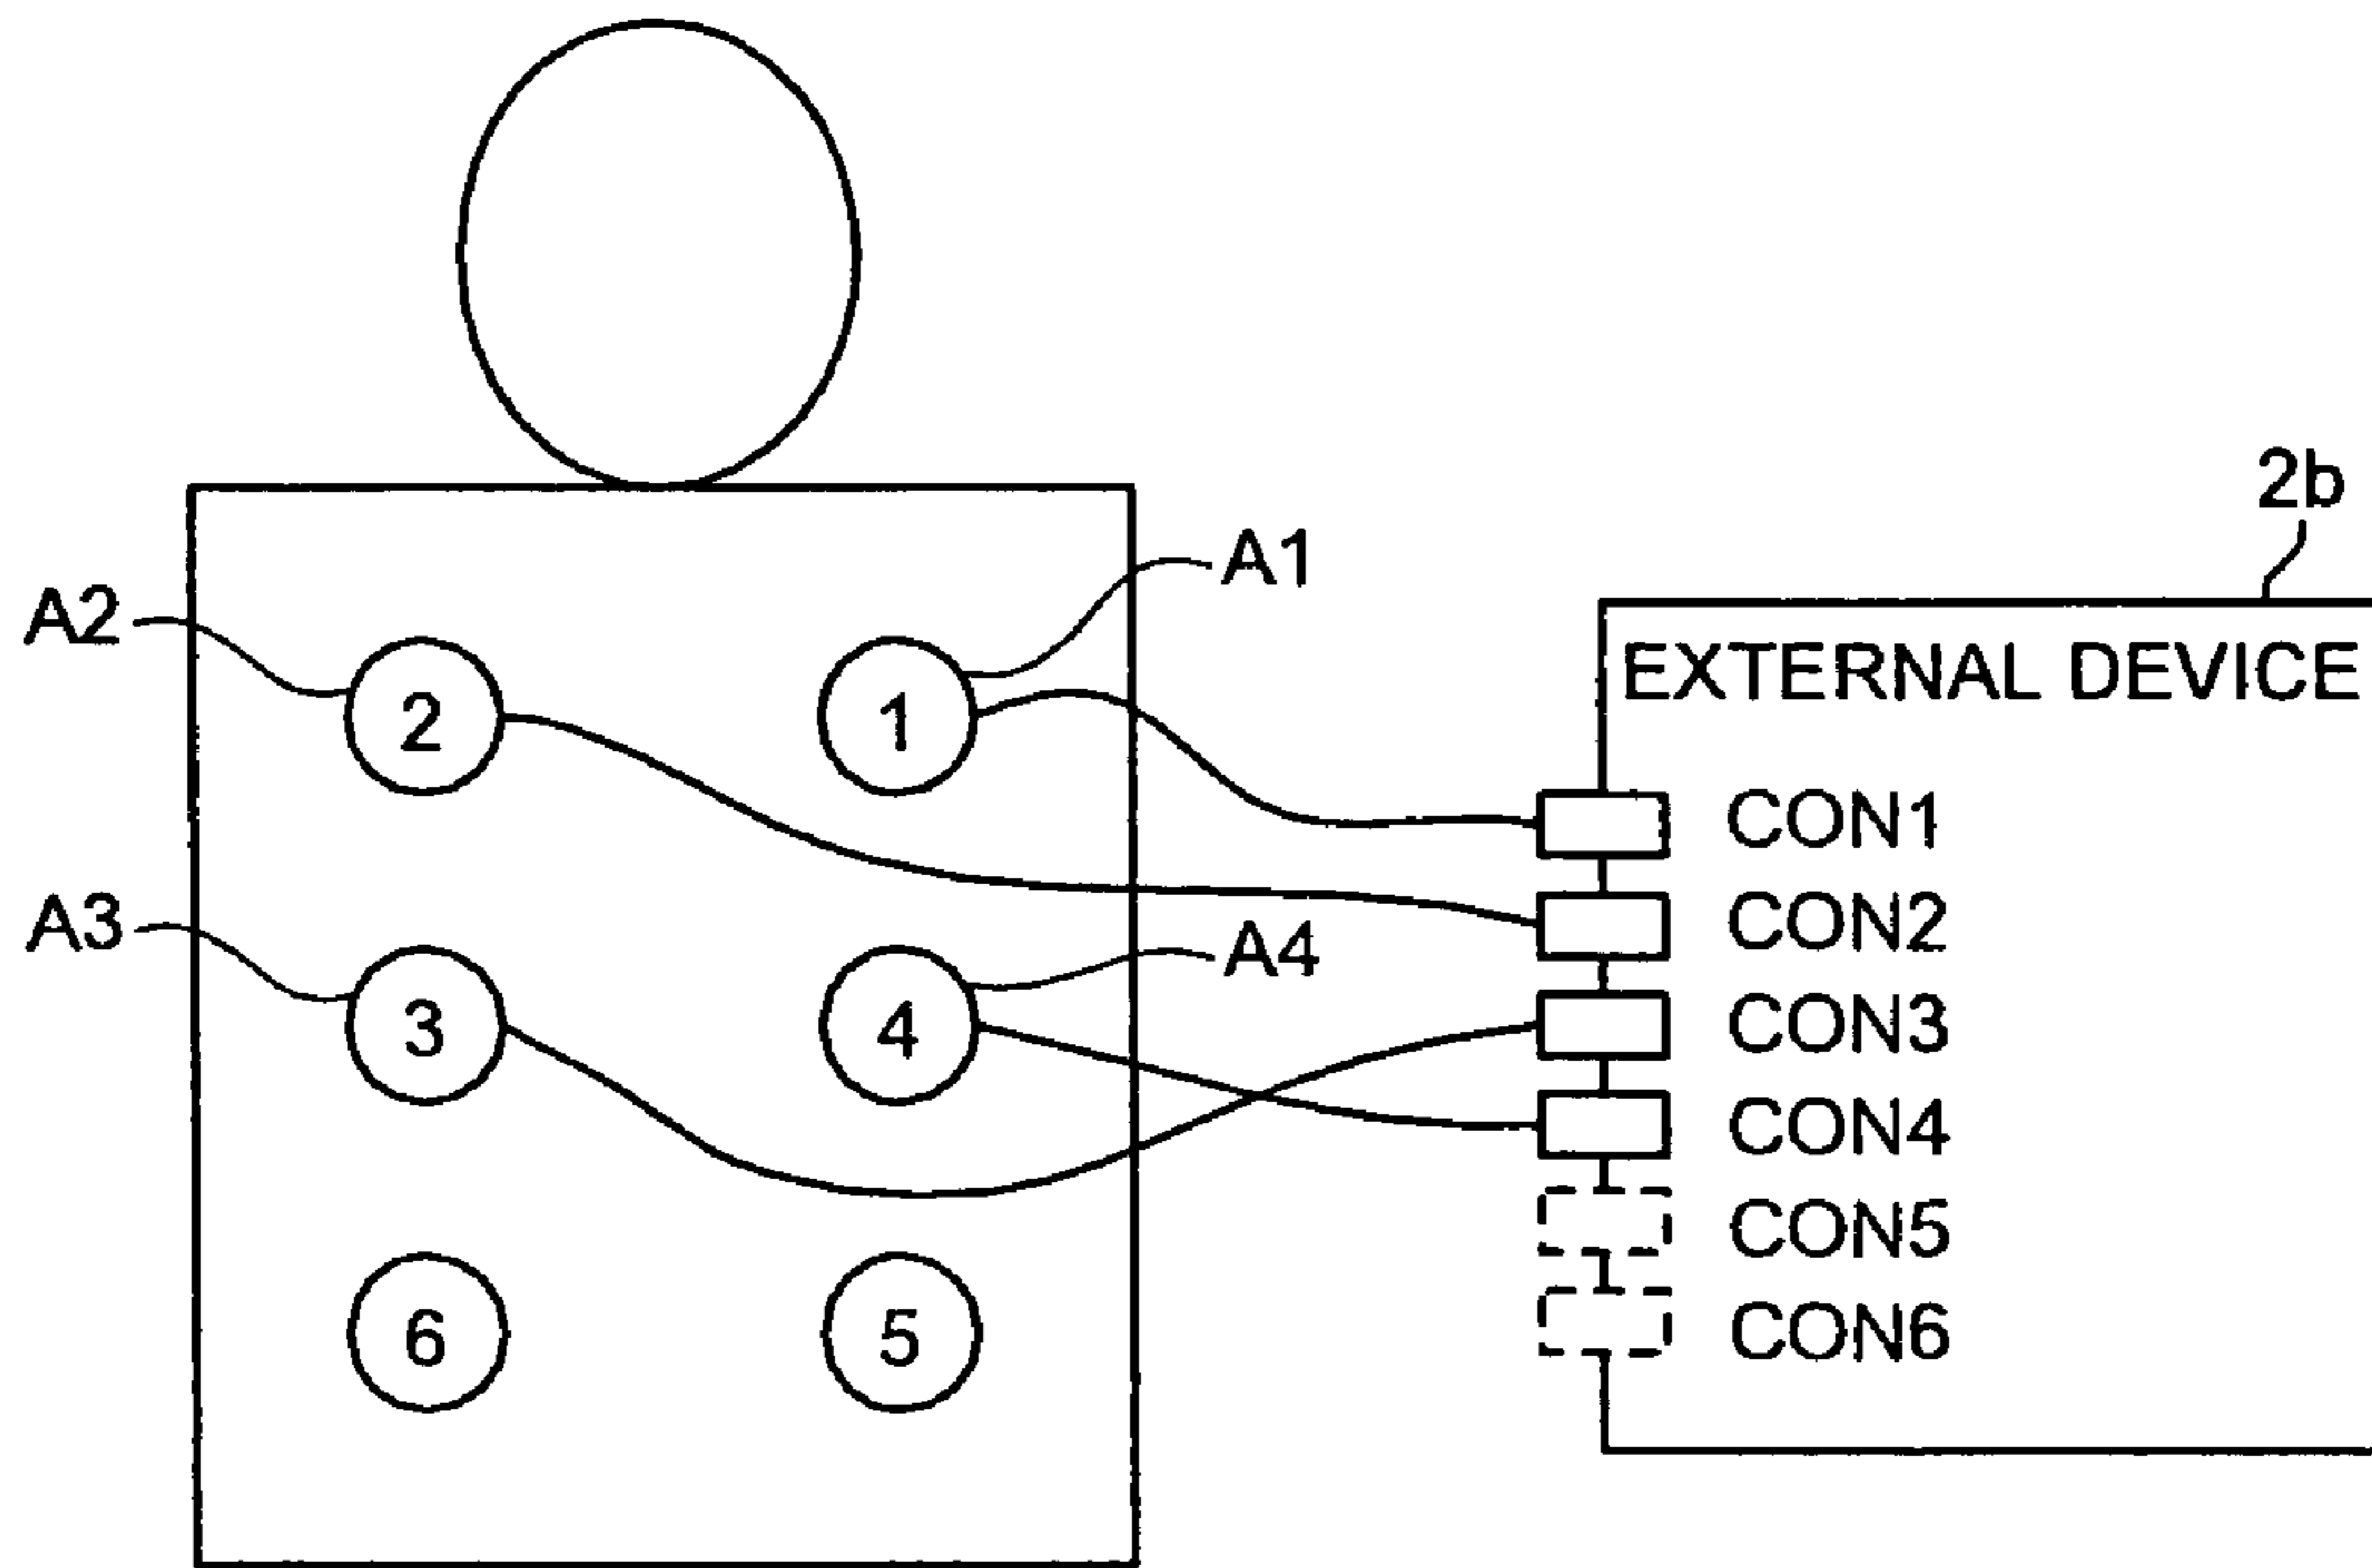 2b
A1
A2
EXTERNAL DEVICE
2
1
CON1
CON2
A3
A4
3
4
CON3
CON4
CON5
6
5
CON6